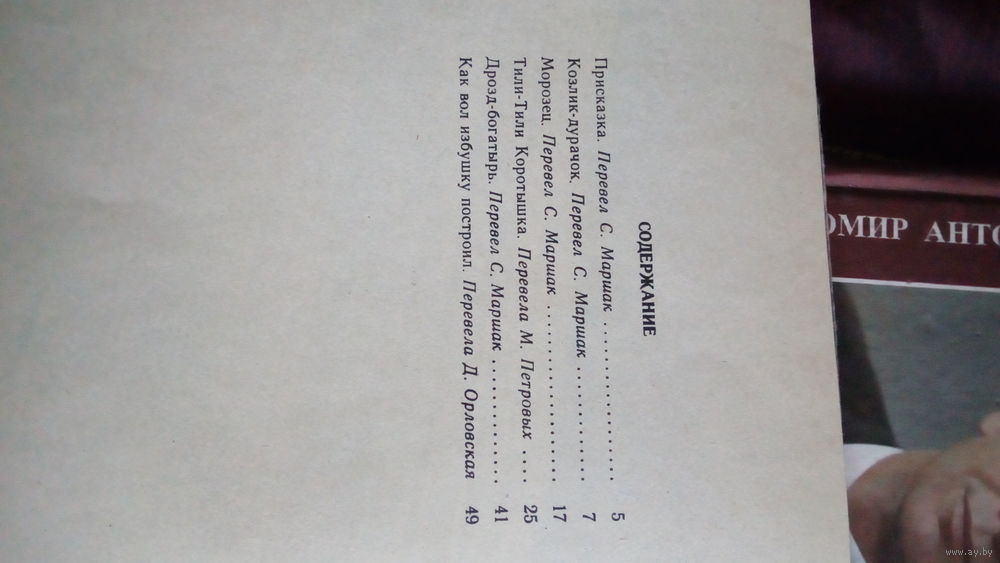 СОДЕРЖАНИЕ
Присказка. Перевел С. Маршак . . . . . . . . . . . . . . . . . . 5
Козлик-дурачок. Перевел С. Маршак . . . . . . . . . . . . . 7
Морозец. Перевел С. Маршак . . . . . . . . . . . . . . . . . . . 17
Тили-Тили Коротышка. Перевела М. Петровых . . . . 25
Дрозд-богатырь. Перевел С. Маршак . . . . . . . . . . . . . 41
Как вол избушку построил. Перевела Д. Орловская 49
ОМИР АНТО
www.ay.by